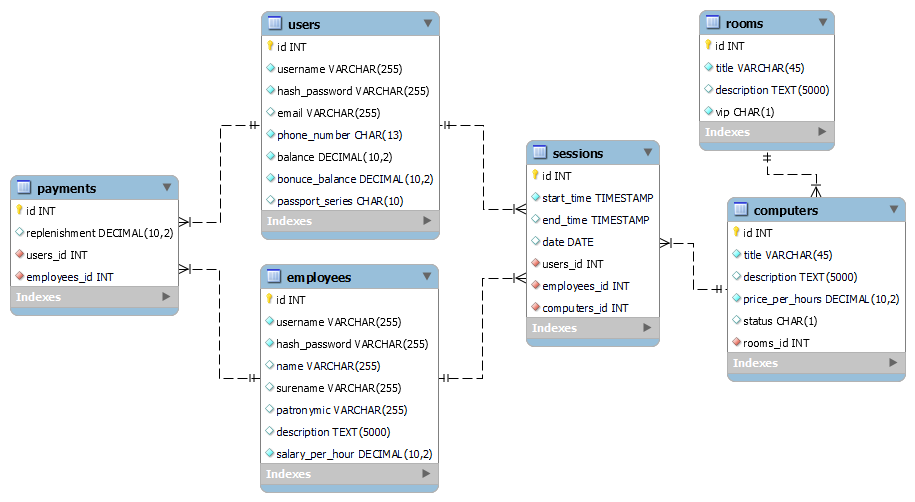 users
id INT
username VARCHAR(255)
hash_password VARCHAR(255)
email VARCHAR(255)
phone_number CHAR(13)
balance DECIMAL(10,2)
bonuce_balance DECIMAL(10,2)
passport_series CHAR(10)
Indexes
rooms
id INT
title VARCHAR(45)
description TEXT(5000)
vip CHAR(1)
Indexes
sessions
id INT
start_time TIMESTAMP
end_time TIMESTAMP
date DATE
users_id INT
employees_id INT
computers_id INT
Indexes
payments
id INT
replenishment DECIMAL(10,2)
users_id INT
employees_id INT
Indexes
computers
id INT
title VARCHAR(45)
description TEXT(5000)
price_per_hours DECIMAL(10,2)
status CHAR(1)
rooms_id INT
Indexes
employees
id INT
username VARCHAR(255)
hash_password VARCHAR(255)
name VARCHAR(255)
surename VARCHAR(255)
patronymic VARCHAR(255)
description TEXT(5000)
salary_per_hour DECIMAL(10,2)
Indexes